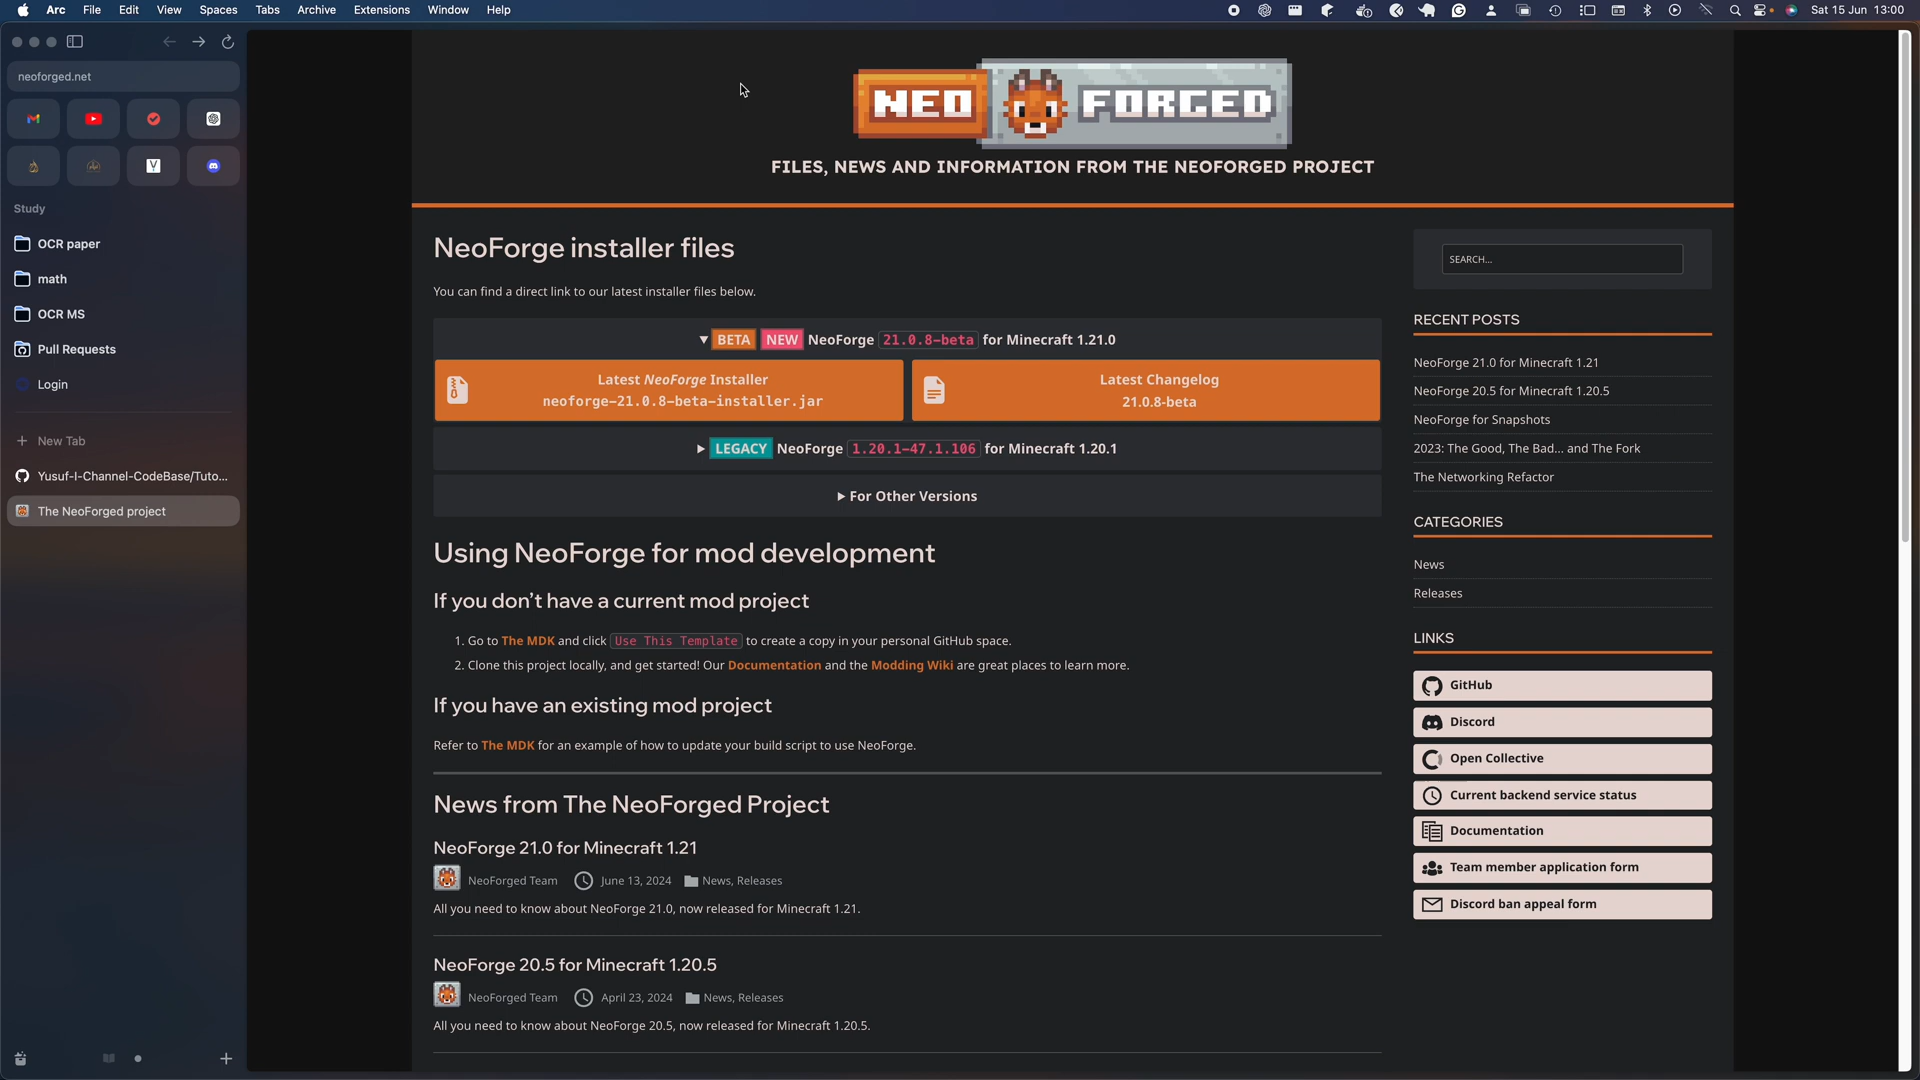 Arc File Edit View Spaces Tabs Archive Extensions Window Help
Sat 15 Jun 13:00
neoforged.net
Study
OCR paper
math
OCR MS
Pull Requests
Login
New Tab
Yusuf-I-Channel-CodeBase/Tuto...
The NeoForged project
NEO FORGED
FILES, NEWS AND INFORMATION FROM THE NEOFORGED PROJECT
NeoForge installer files
You can find a direct link to our latest installer files below.
BETA NEW NeoForge 21.0.8-beta for Minecraft 1.21.0
Latest NeoForge Installer
neoforge-21.0.8-beta-installer.jar
Latest Changelog
21.0.8-beta
LEGACY NeoForge 1.20.1-47.1.106 for Minecraft 1.20.1
For Other Versions
Using NeoForge for mod development
If you don’t have a current mod project
1. Go to The MDK and click Use This Template to create a copy in your personal GitHub space.
2. Clone this project locally, and get started! Our Documentation and the Modding Wiki are great places to learn more.
If you have an existing mod project
Refer to The MDK for an example of how to update your build script to use NeoForge.
News from The NeoForged Project
NeoForge 21.0 for Minecraft 1.21
NeoForged Team June 13, 2024 News, Releases
All you need to know about NeoForge 21.0, now released for Minecraft 1.21.
NeoForge 20.5 for Minecraft 1.20.5
NeoForged Team April 23, 2024 News, Releases
All you need to know about NeoForge 20.5, now released for Minecraft 1.20.5.
SEARCH...
RECENT POSTS
NeoForge 21.0 for Minecraft 1.21
NeoForge 20.5 for Minecraft 1.20.5
NeoForge for Snapshots
2023: The Good, The Bad... and The Fork
The Networking Refactor
CATEGORIES
News
Releases
LINKS
GitHub
Discord
Open Collective
Current backend service status
Documentation
Team member application form
Discord ban appeal form